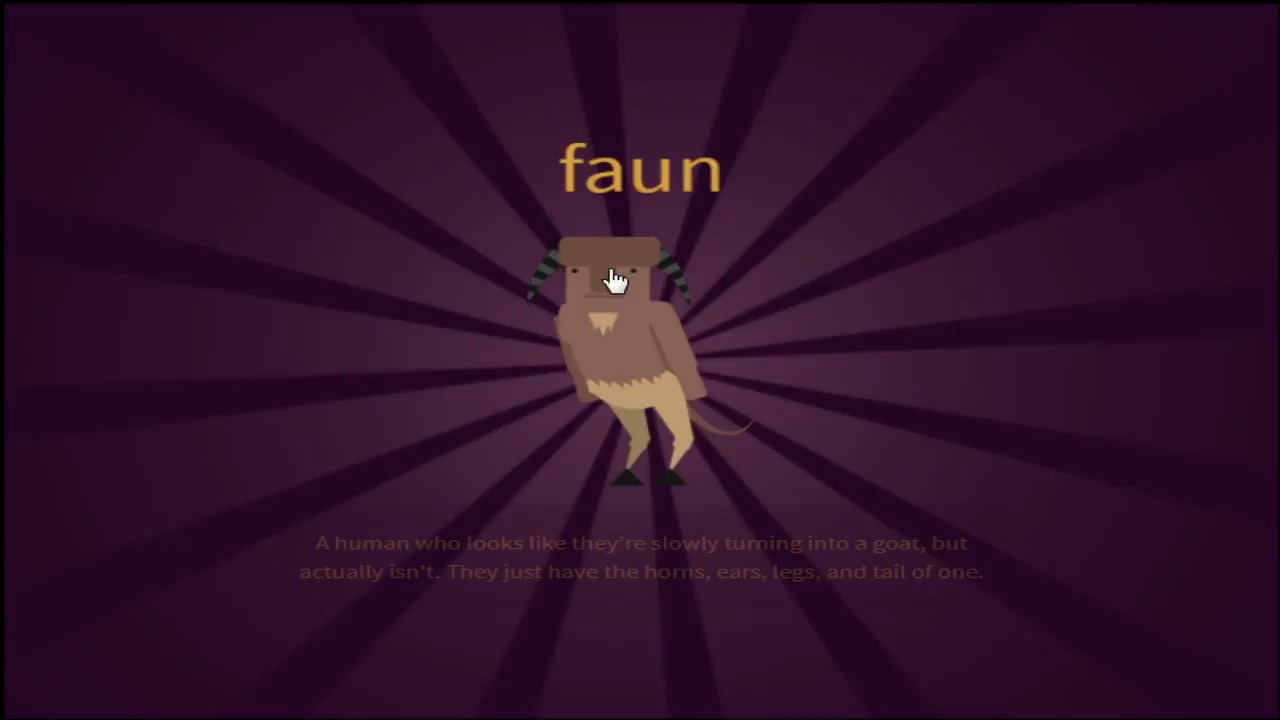 faun
A human who looks like they're slowly turning into a goat, but
actually isn't. They just have the horns, ears, legs, and tail of one.